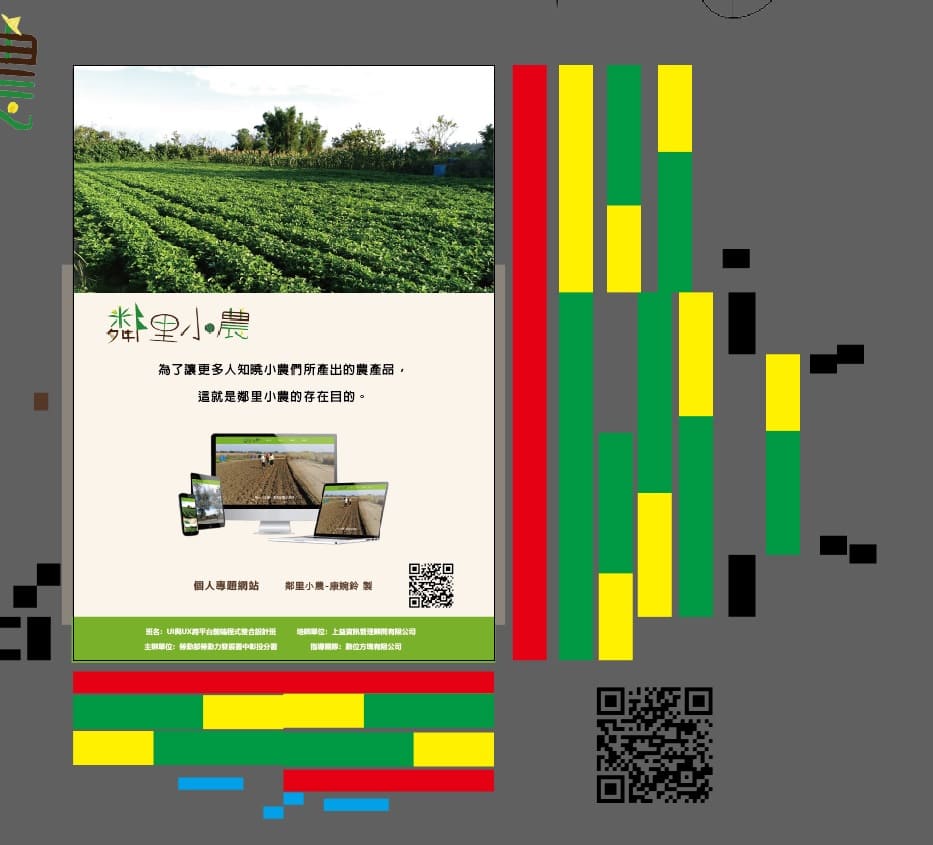 鄰里小農
為了讓更多人知曉小農們所產出的農產品，
這就是鄰里小農的存在目的。
個人專題網站 鄰里小農-康婉鈴 製
班名：UI與UX跨平台前端程式整合設計班 培訓單位：上益資訊管理顧問有限公司
主辦單位：勞動部勞動力發展署中彰投分署 指導團隊：數位方塊有限公司